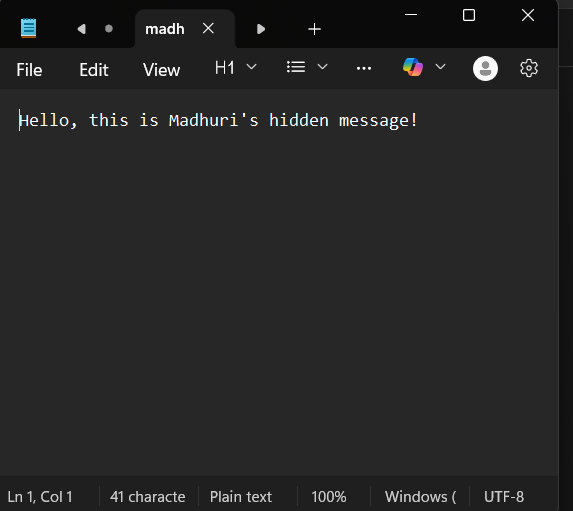 madh
File Edit View H1
Hello, this is Madhuri's hidden message!
Ln 1, Col 1 41 characte Plain text 100% Windows ( UTF-8